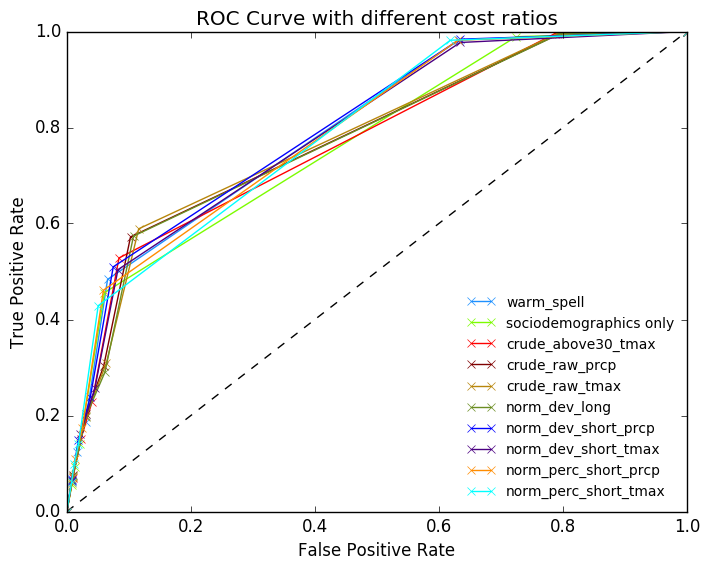 ROC Curve with different cost ratios
1.0
0.8
0.6
0.4
0.2
0.0
True Positive Rate
warm_spell
sociodemographics only
crude_above30_tmax
crude_raw_prcp
crude_raw_tmax
norm_dev_long
norm_dev_short_prcp
norm_dev_short_tmax
norm_perc_short_prcp
norm_perc_short_tmax
0.0 0.2 0.4 0.6 0.8 1.0
False Positive Rate